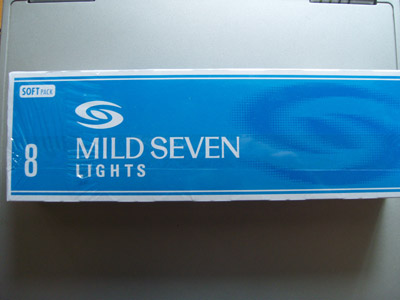 SOFT PACK
8
MILD SEVEN
LIGHTS